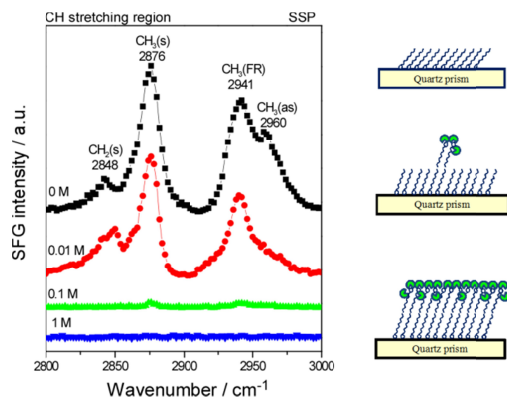 CH stretching region
SSP
CH₃(s)
2876
CH₃(FR)
2941
CH₃(as)
2960
CH₂(s)
2848
0 M
0.01 M
0.1 M
1 M
SFG intensity / a.u.
2800 2850 2900 2950 3000
Wavenumber / cm⁻¹
Quartz prism
Quartz prism
Quartz prism